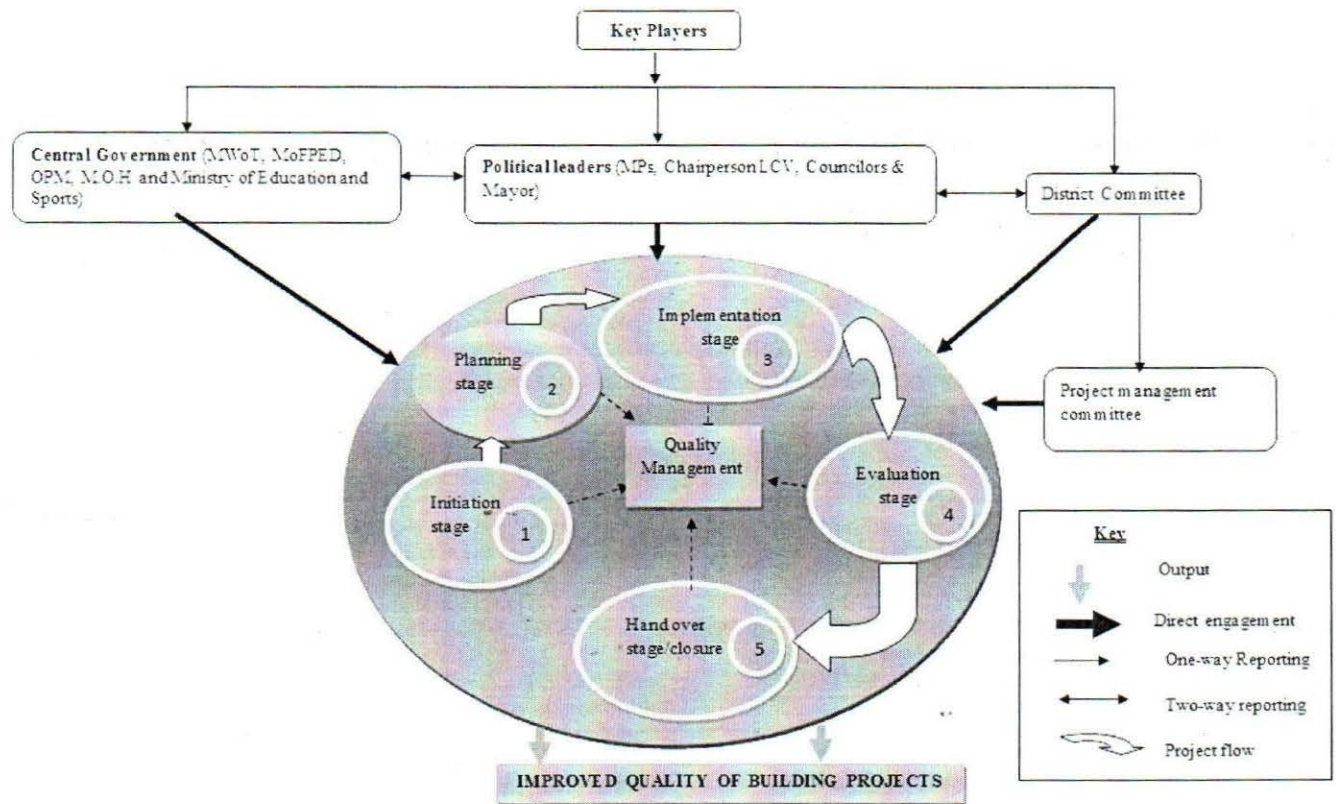 Key Players
Central Government (MWoT, MoFPED,
OPM, M.O.H and Ministry of Education and
Sports)
Political leaders (MPs, Chairperson LCV, Councilors &
Mayor)
District Committee
Implementation
stage
3
Planning
stage
2
Project management
committee
Quality
Management
Evaluation
stage
4
Initiation
stage
1
Hand over
stage/closure
5
Key
Output
Direct engagement
One-way Reporting
Two-way reporting
Project flow
IMPROVED QUALITY OF BUILDING PROJECTS